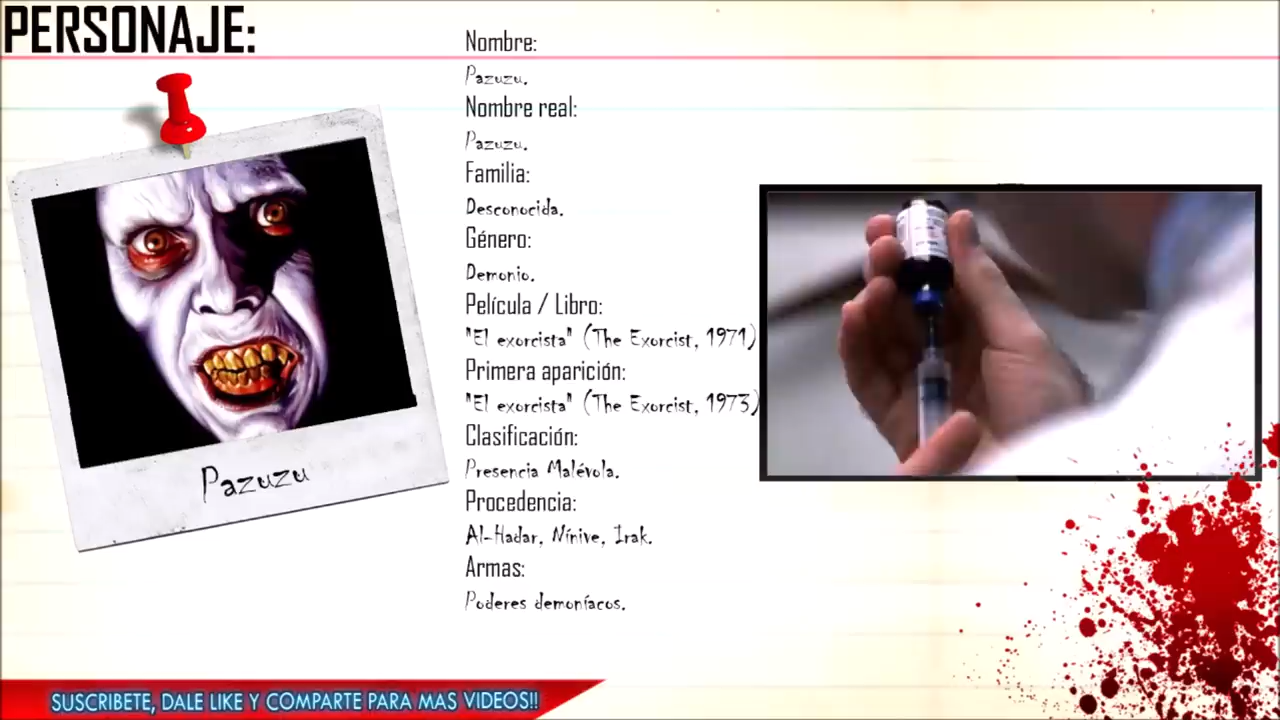 PERSONAJE:
Nombre:
Pazuzu.
Nombre real:
Pazuzu.
Familia:
Desconocida.
Género:
Demonio.
Película / Libro:
"El exorcista" (The Exorcist, 1971)
Primera aparición:
"El exorcista" (The Exorcist, 1973)
Clasificación:
Presencia Malévola.
Procedencia:
Al-Hadar, Nínive, Irak.
Armas:
Poderes demoníacos.
Pazuzu
SUSCRIBETE, DALE LIKE Y COMPARTE PARA MAS VIDEOS!!